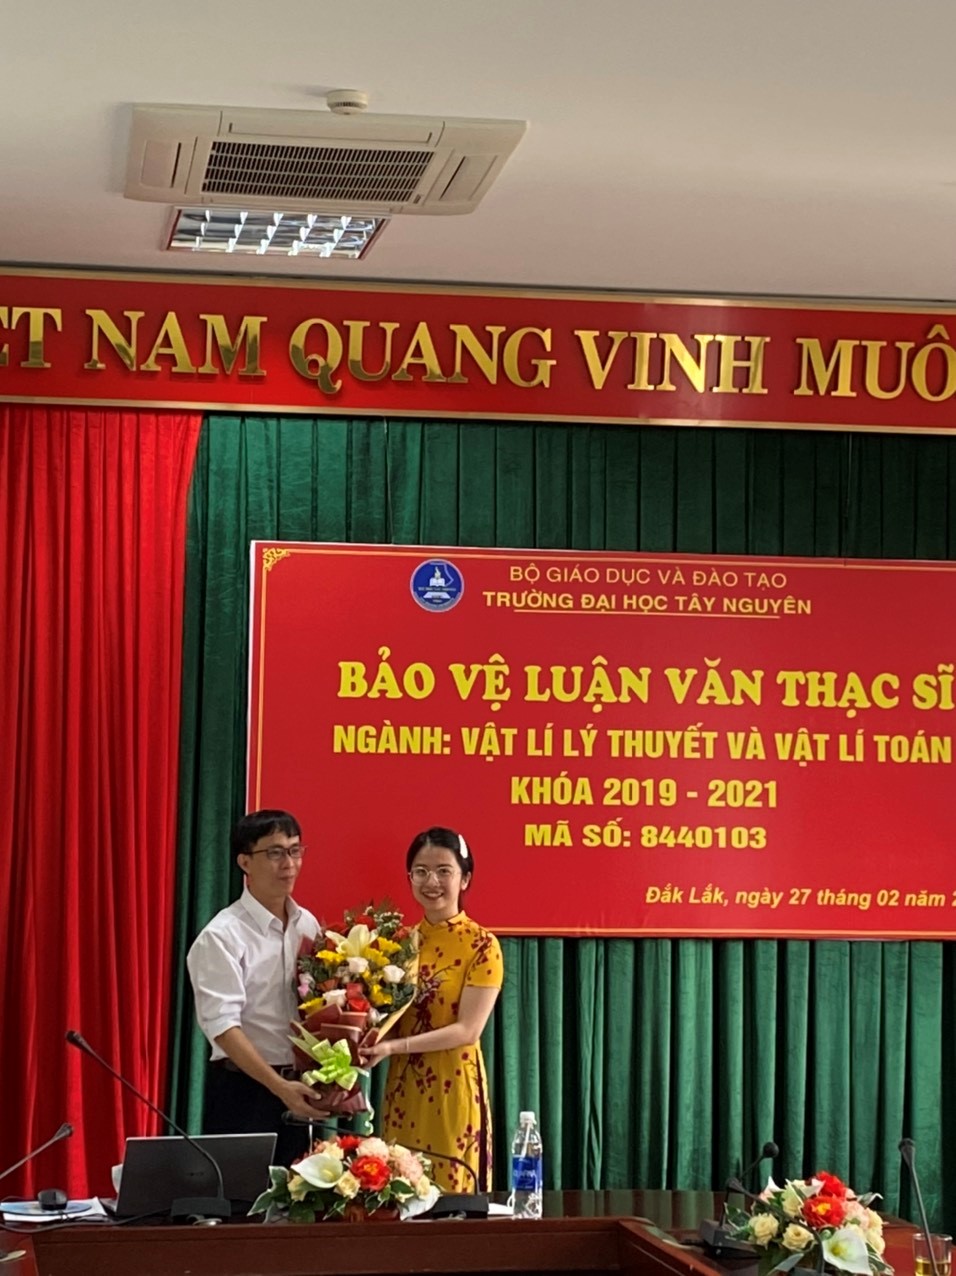 NAM QUANG VINH MUÔ
BỘ GIÁO DỤC VÀ ĐÀO TẠO
TRƯỜNG ĐẠI HỌC TÂY NGUYÊN
BẢO VỆ LUẬN VĂN THẠC SĨ
NGÀNH: VẬT LÍ LÝ THUYẾT VÀ VẬT LÍ TOÁN
KHÓA 2019 - 2021
MÃ SỐ: 8440103
Đắk Lắk, ngày 27 tháng 02 năm